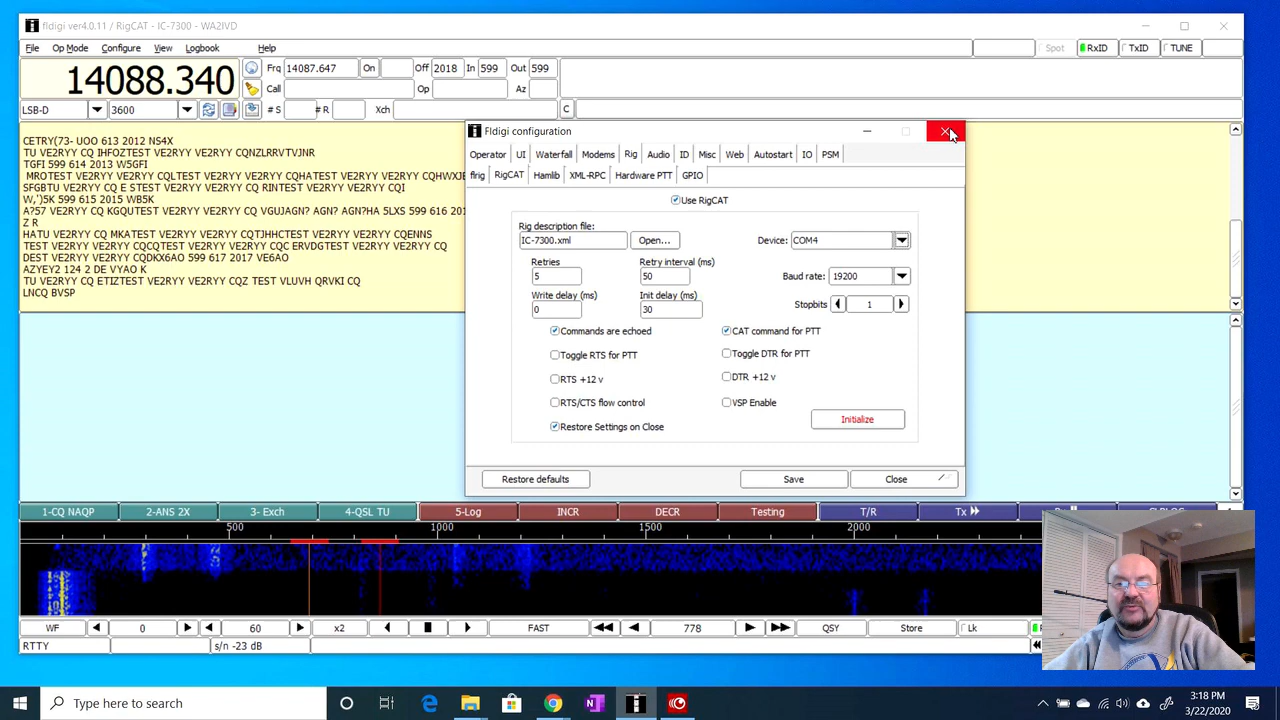 fldigi ver4.0.11 / RigCAT - IC-7300 - WA2IVD
File Op Mode Configure View Logbook Help Spot RxID TxID TUNE
14088.340 Frq 14087.647 On Off 2018 In 599 Out 599
Call Op Az
LSB-D 3600 # S # R Xch C
CETRY(73- UOO 613 2012 NS4X
TU VE2RYY CQ IHFOZTEST VE2RYY VE2RYY CQNZLRRVTVJNR
TGFI 599 614 2013 W5GFI
MROTEST VE2RYY VE2RYY CQLTEST VE2RYY VE2RYY CQHATEST VE2RYY VE2RYY CQHWXJE
SFGBTU VE2RYY CQ E STEST VE2RYY VE2RYY CQ RINTEST VE2RYY VE2RYY CQI
W,')5K 599 615 2015 WB5K
A?57 VE2RYY CQ KGQUTEST VE2RYY VE2RYY CQ VGUJAGN? AGN? AGN?HA 5LXS 599 616 201
Z R
HATU VE2RYY CQ MKATEST VE2RYY VE2RYY CQTJHHCTEST VE2RYY VE2RYY CQENNS
TEST VE2RYY VE2RYY CQCQTEST VE2RYY VE2RYY CQC ERVDGTEST VE2RYY VE2RYY CQ
DEST VE2RYY VE2RYY CQDKX6AO 599 617 2017 VE6AO
AZYEY2 124 2 DE VYAO K
TU VE2RYY CQ ETIZTEST VE2RYY VE2RYY CQZ TEST VLUVH QRVKI CQ
LNCQ BVSP
Fldigi configuration
Operator UI Waterfall Modems Rig Audio ID Misc Web Autostart IO PSM
flrig RigCAT Hamlib XML-RPC Hardware PTT GPIO
Use RigCAT
Rig description file:
IC-7300.xml Open... Device: COM4
Retries Retry interval (ms)
5 50 Baud rate: 19200
Write delay (ms) Init delay (ms)
0 30 Stopbits 1
Commands are echoed CAT command for PTT
Toggle RTS for PTT Toggle DTR for PTT
RTS +12 v DTR +12 v
RTS/CTS flow control VSP Enable
Initialize
Restore Settings on Close
Restore defaults Save Close
1-CQ NAQP 2-ANS 2X 3- Exch 4-QSL TU 5-Log INCR DECR Testing T/R Tx
500 1000 1500 2000
WF 0 60 x2 FAST 778 QSY Store Lk
RTTY s/n -23 dB
Type here to search
3:18 PM
3/22/2020